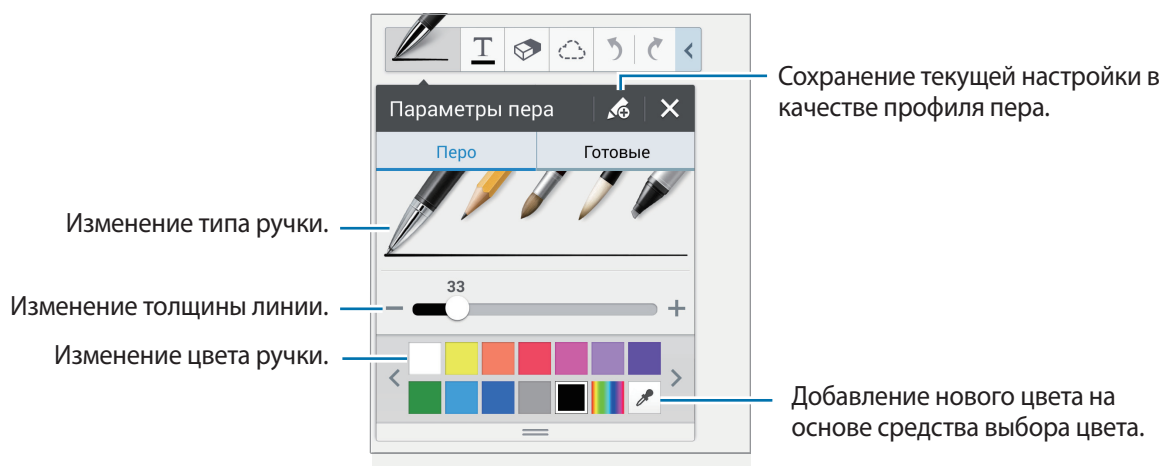 T
Сохранение текущей настройки в
качестве профиля пера.
Параметры пера
Перо
Готовые
Изменение типа ручки.
33
Изменение толщины линии.
Изменение цвета ручки.
Добавление нового цвета на
основе средства выбора цвета.